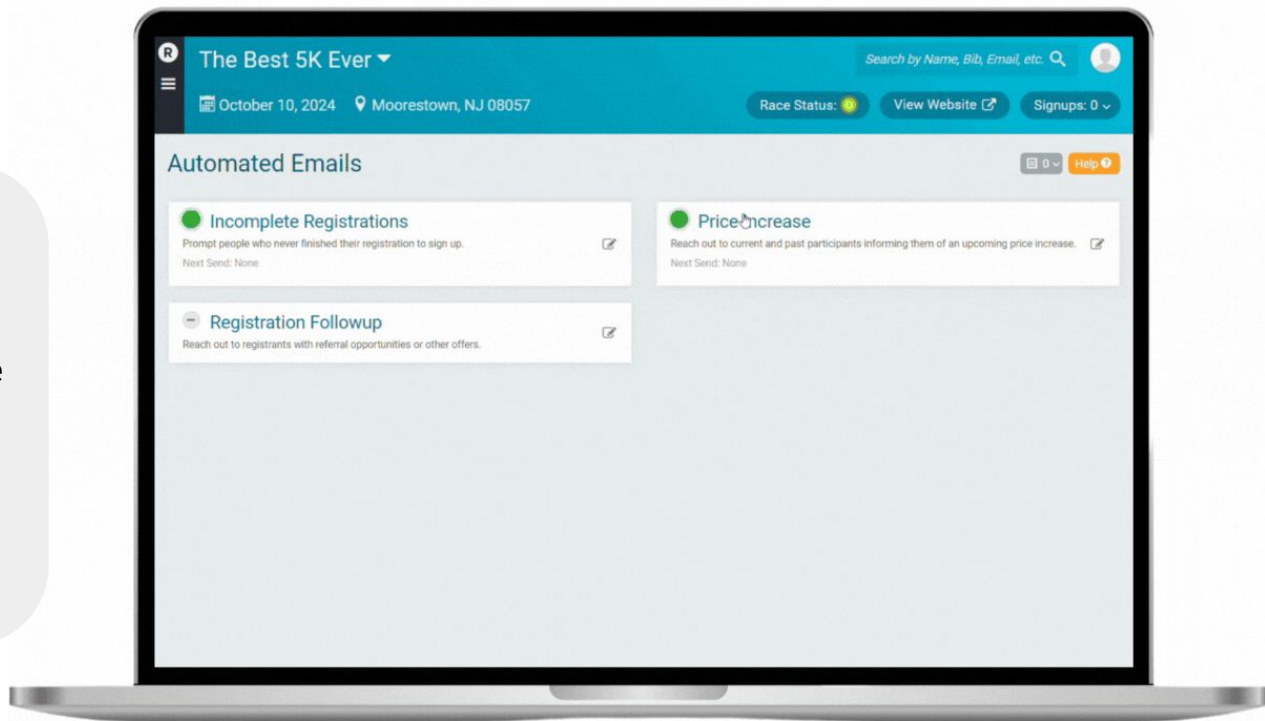 R
The Best 5K Ever
Search by Name, Bib, Email, etc.
October 10, 2024 Moorestown, NJ 08057
Race Status: View Website Signups: 0
Automated Emails
0 Help
Incomplete Registrations
Prompt people who never finished their registration to sign up.
Next Send: None
Price Increase
Reach out to current and past participants informing them of an upcoming price increase.
Next Send: None
Registration Followup
Reach out to registrants with referral opportunities or other offers.